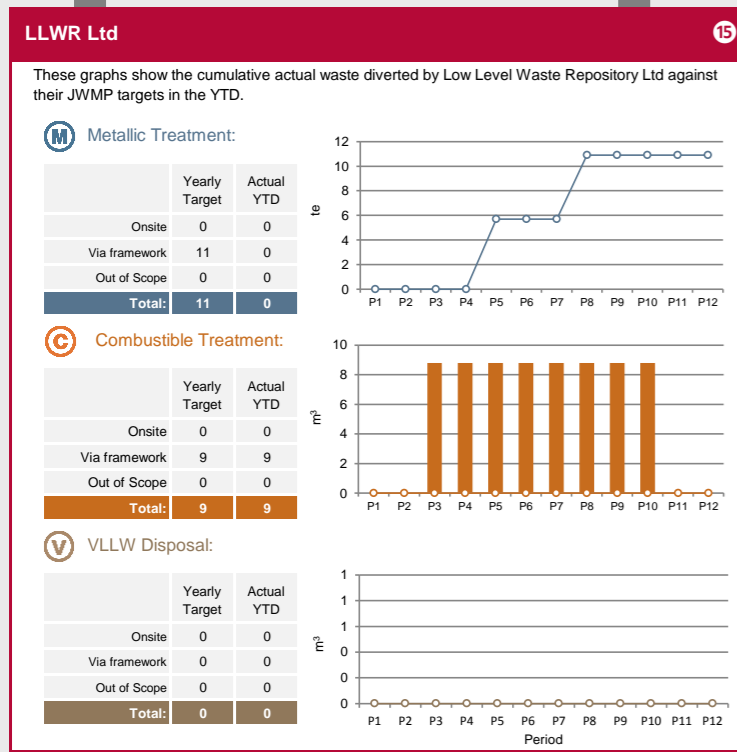 LLWR Ltd
15
These graphs show the cumulative actual waste diverted by Low Level Waste Repository Ltd against
their JWMP targets in the YTD.
M Metallic Treatment:
Yearly Target Actual YTD
Onsite 0 0
Via framework 11 0
Out of Scope 0 0
Total: 11 0
12
10
8
6
4
2
0
te
P1 P2 P3 P4 P5 P6 P7 P8 P9 P10 P11 P12
C Combustible Treatment:
Yearly Target Actual YTD
Onsite 0 0
Via framework 9 9
Out of Scope 0 0
Total: 9 9
10
8
6
4
2
0
m³
P1 P2 P3 P4 P5 P6 P7 P8 P9 P10 P11 P12
V VLLW Disposal:
Yearly Target Actual YTD
Onsite 0 0
Via framework 0 0
Out of Scope 0 0
Total: 0 0
1
1
1
0
0
0
m³
P1 P2 P3 P4 P5 P6 P7 P8 P9 P10 P11 P12
Period